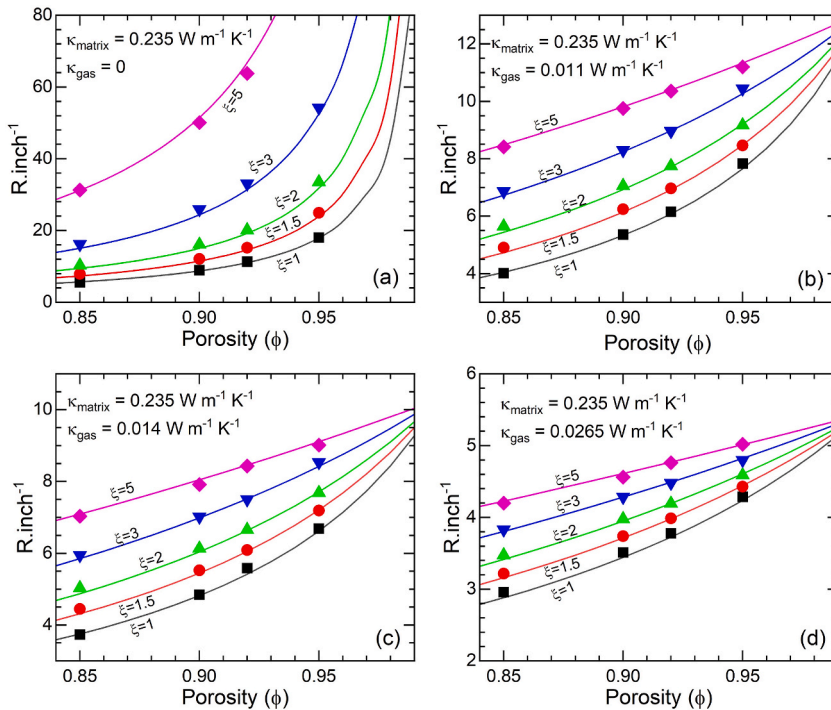 80
60
40
20
0
R.inch⁻¹
κmatrix = 0.235 W m⁻¹ K⁻¹
κgas = 0
ξ=5
ξ=3
ξ=2
ξ=1.5
ξ=1
(a)
0.85 0.90 0.95
Porosity (ϕ)
12
10
8
6
4
R.inch⁻¹
κmatrix = 0.235 W m⁻¹ K⁻¹
κgas = 0.011 W m⁻¹ K⁻¹
ξ=5
ξ=3
ξ=2
ξ=1.5
ξ=1
(b)
0.85 0.90 0.95
Porosity (ϕ)
10
8
6
4
R.inch⁻¹
κmatrix = 0.235 W m⁻¹ K⁻¹
κgas = 0.014 W m⁻¹ K⁻¹
ξ=5
ξ=3
ξ=2
ξ=1.5
ξ=1
(c)
0.85 0.90 0.95
Porosity (ϕ)
6
5
4
3
2
R.inch⁻¹
κmatrix = 0.235 W m⁻¹ K⁻¹
κgas = 0.0265 W m⁻¹ K⁻¹
ξ=5
ξ=3
ξ=2
ξ=1.5
ξ=1
(d)
0.85 0.90 0.95
Porosity (ϕ)